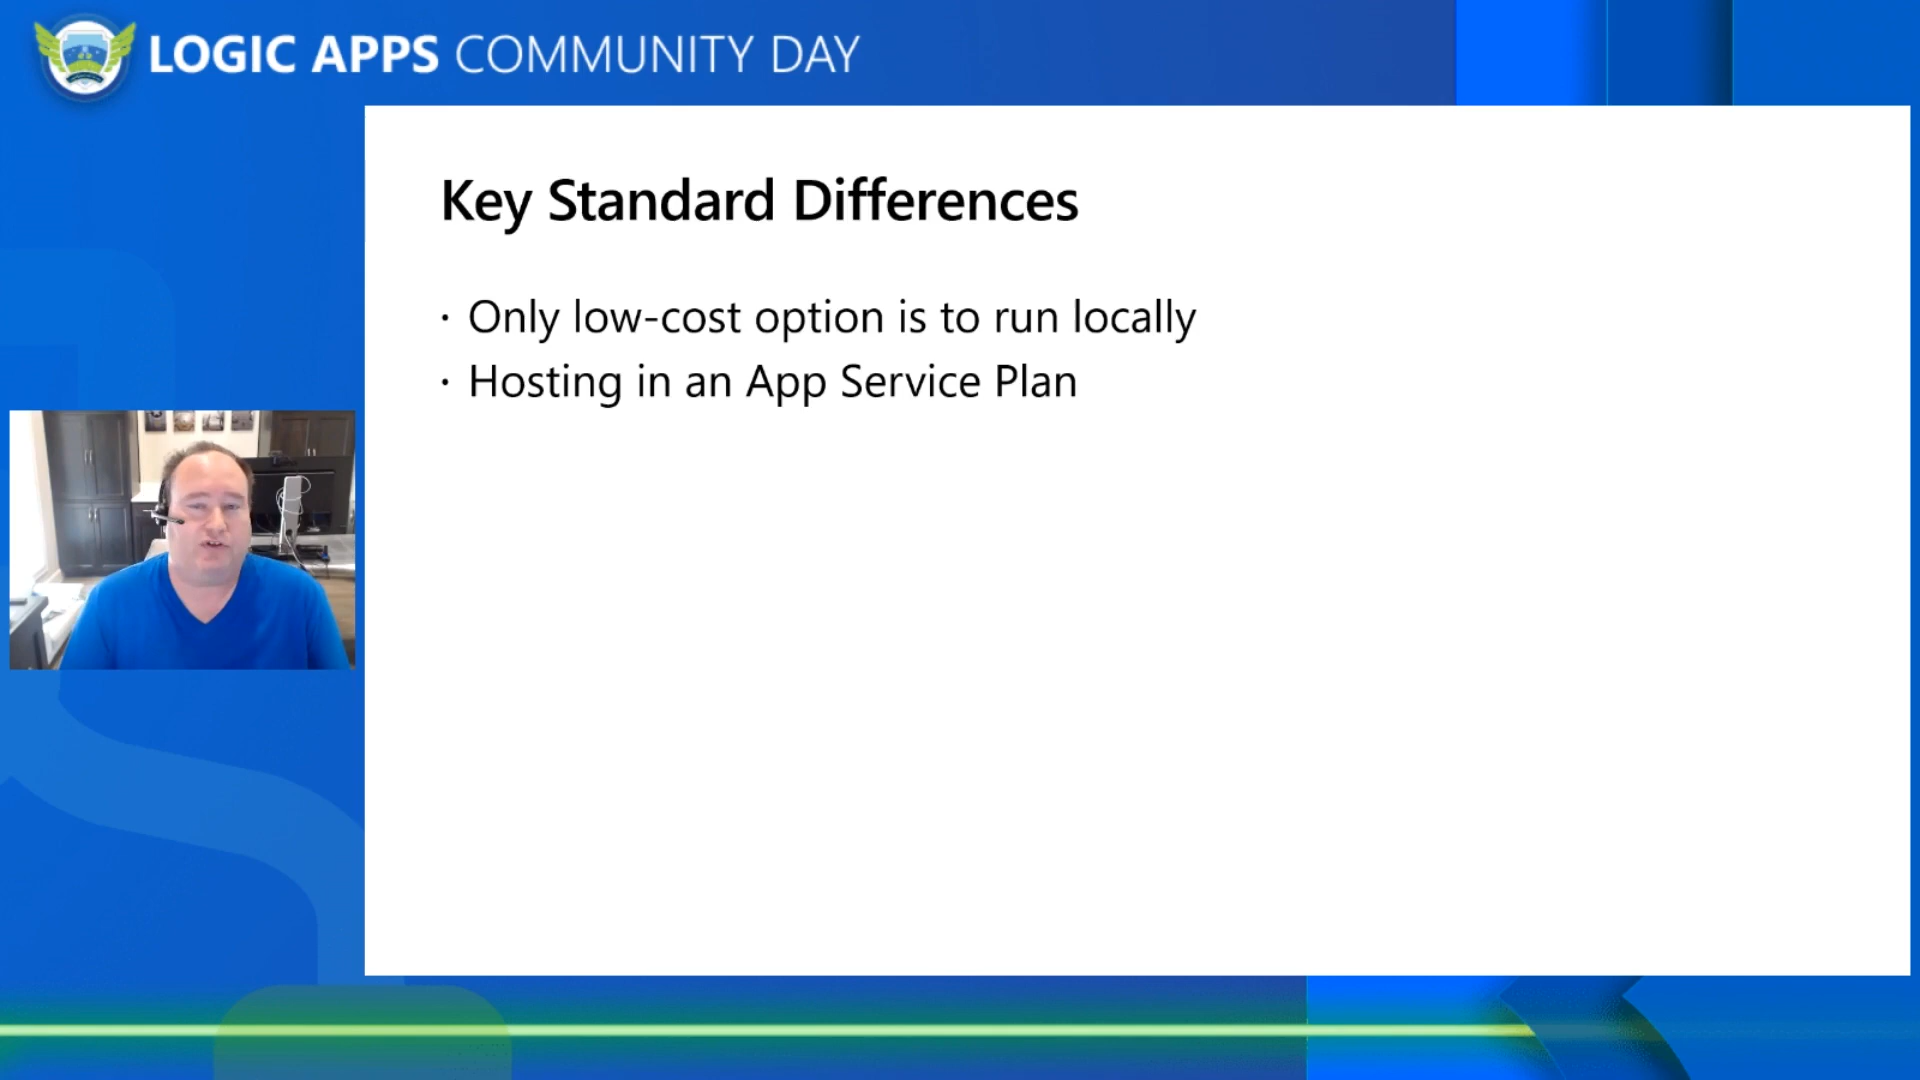 LOGIC APPS COMMUNITY DAY
Key Standard Differences
· Only low-cost option is to run locally
· Hosting in an App Service Plan